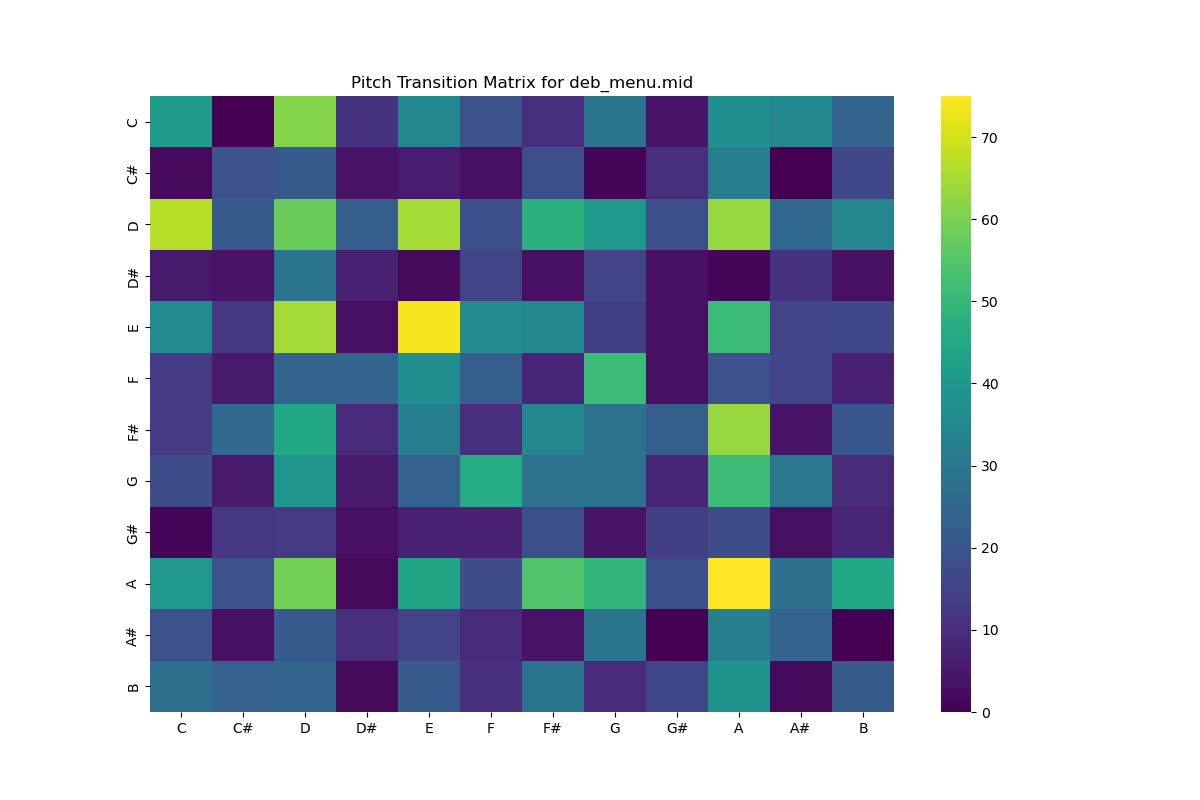 Pitch Transition Matrix for deb_menu.mid
C
C#
D
D#
E
F
F#
G
G#
A
A#
B
C C# D D# E F F# G G# A A# B
70
60
50
40
30
20
10
0